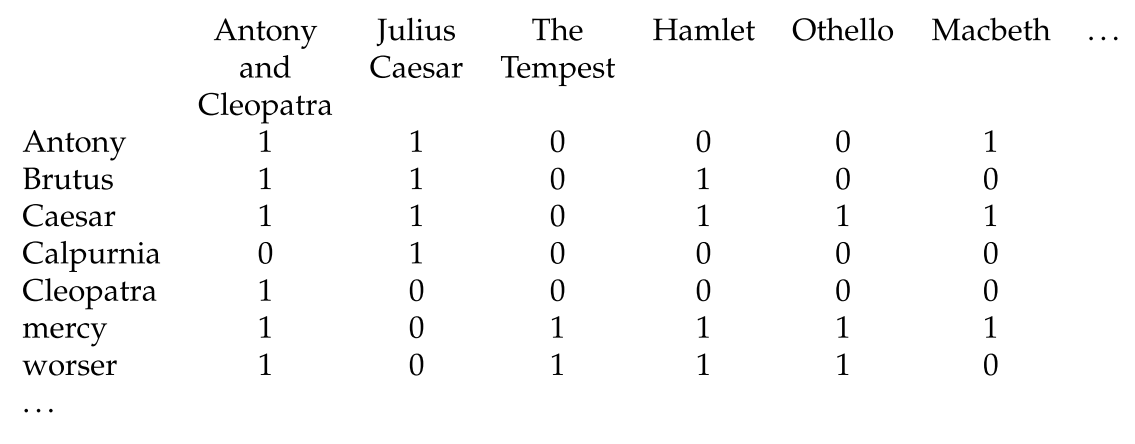 Antony Julius The Hamlet Othello Macbeth ...
and Caesar Tempest
Cleopatra
Antony 1 1 0 0 0 1
Brutus 1 1 0 1 0 0
Caesar 1 1 0 1 1 1
Calpurnia 0 1 0 0 0 0
Cleopatra 1 0 0 0 0 0
mercy 1 0 1 1 1 1
worser 1 0 1 1 1 0
...